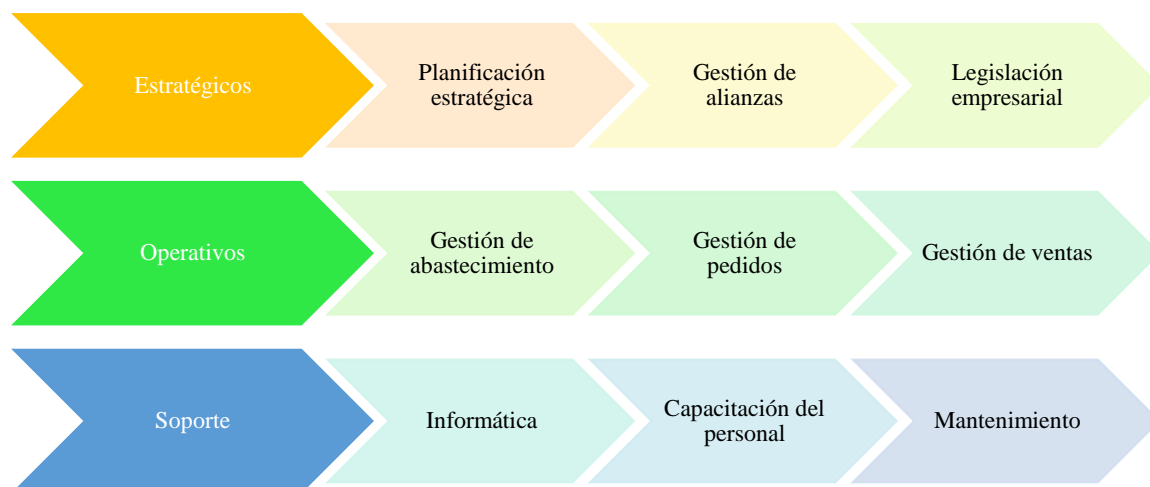 Estratégicos
Planificación
estratégica
Gestión de
alianzas
Legislación
empresarial
Operativos
Gestión de
abastecimiento
Gestión de
pedidos
Gestión de ventas
Soporte
Informática
Capacitación del
personal
Mantenimiento